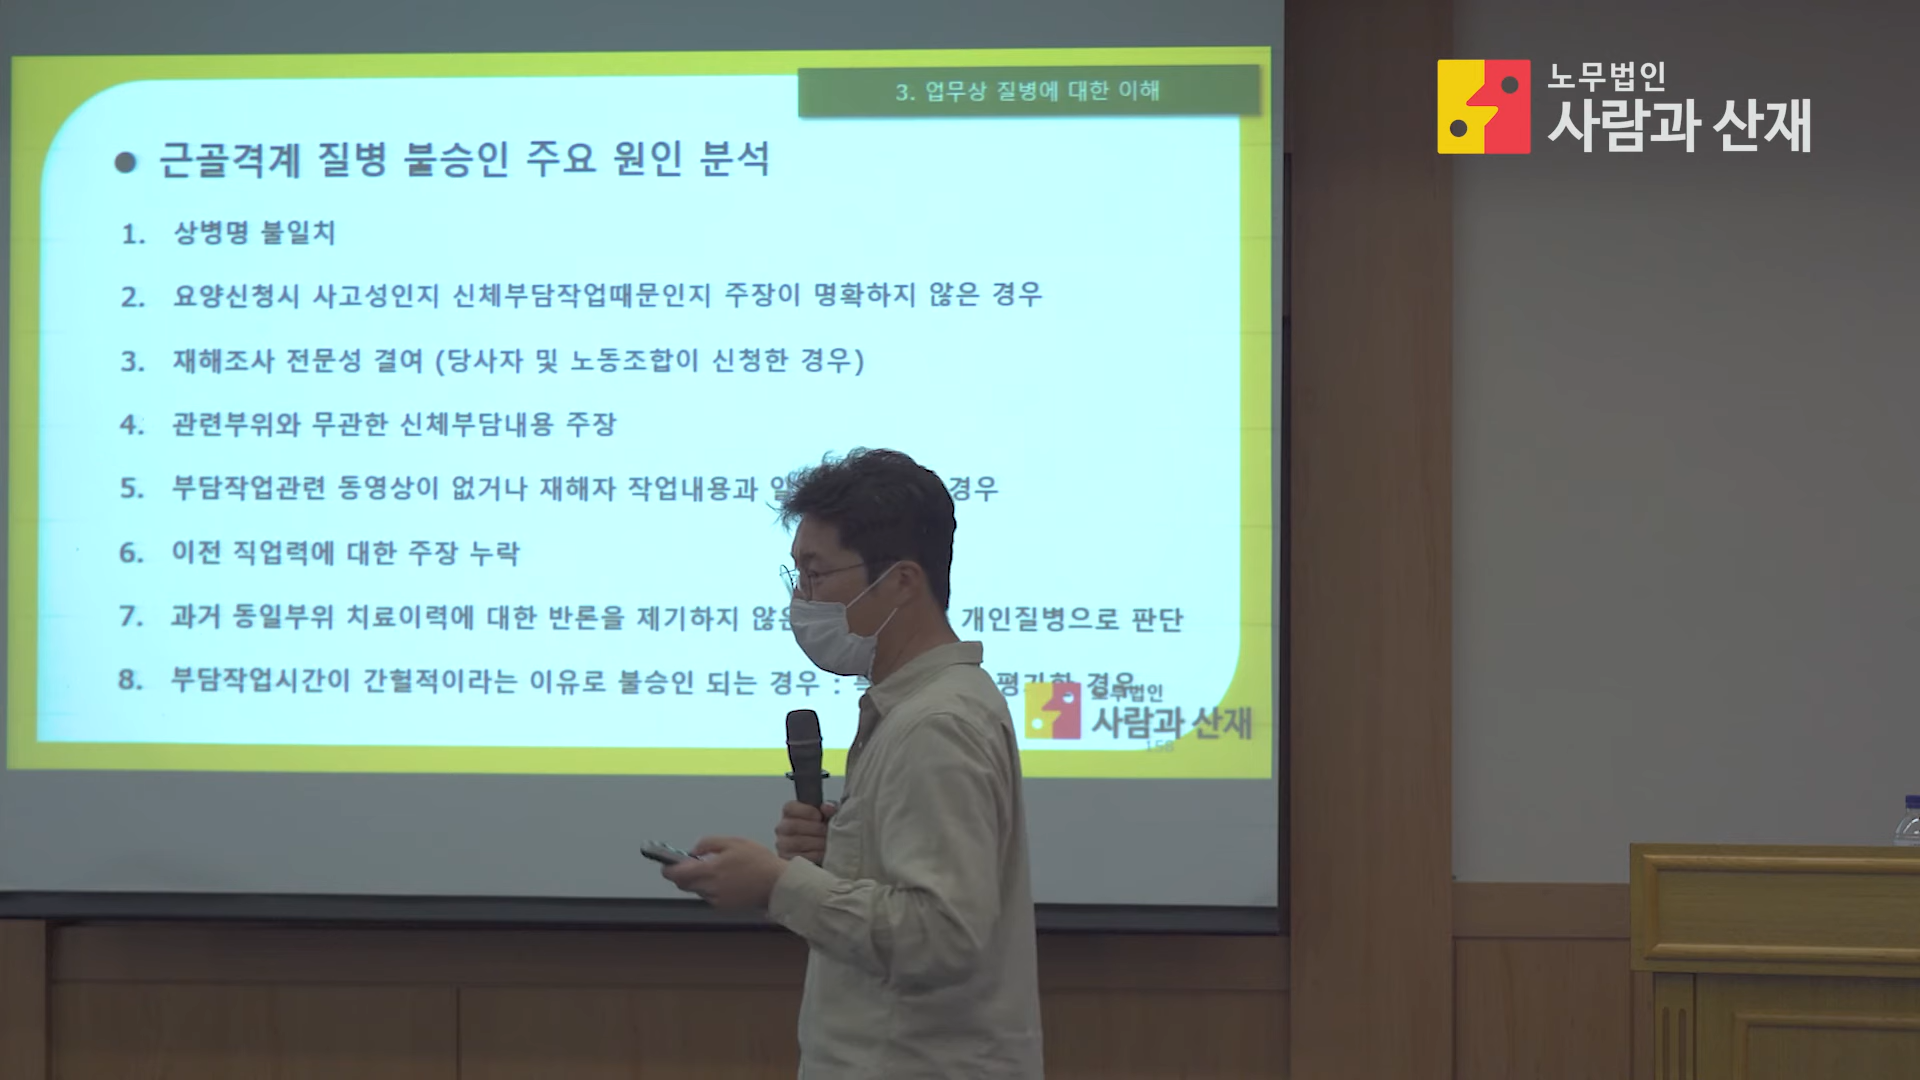 노무법인
사람과 산재
3. 업무상 질병에 대한 이해
● 근골격계 질병 불승인 주요 원인 분석
1. 상병명 불일치
2. 요양신청시 사고성인지 신체부담작업때문인지 주장이 명확하지 않은 경우
3. 재해조사 전문성 결여 (당사자 및 노동조합이 신청한 경우)
4. 관련부위와 무관한 신체부담내용 주장
5. 부담작업관련 동영상이 없거나 재해자 작업내용과 경우
6. 이전 직업력에 대한 주장 누락
7. 과거 동일부위 치료이력에 대한 반론을 제기하지 개인질병으로 판단
8. 부담작업시간이 간헐적이라는 이유로 불승인 되는 경우 : 평가한 경우
노무법인
사람과 산재
158